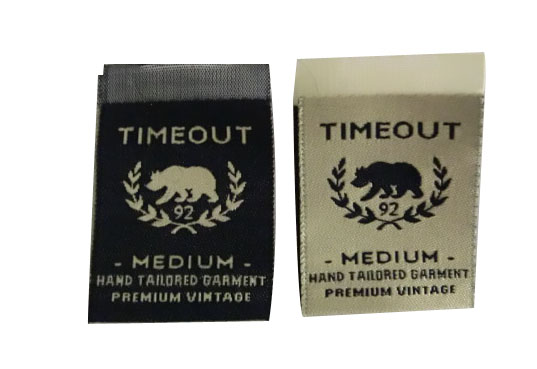 TIMEOUT
92
- MEDIUM -
HAND TAILORED GARMENT
PREMIUM VINTAGE
TIMEOUT
92
- MEDIUM -
HAND TAILORED GARMENT
PREMIUM VINTAGE